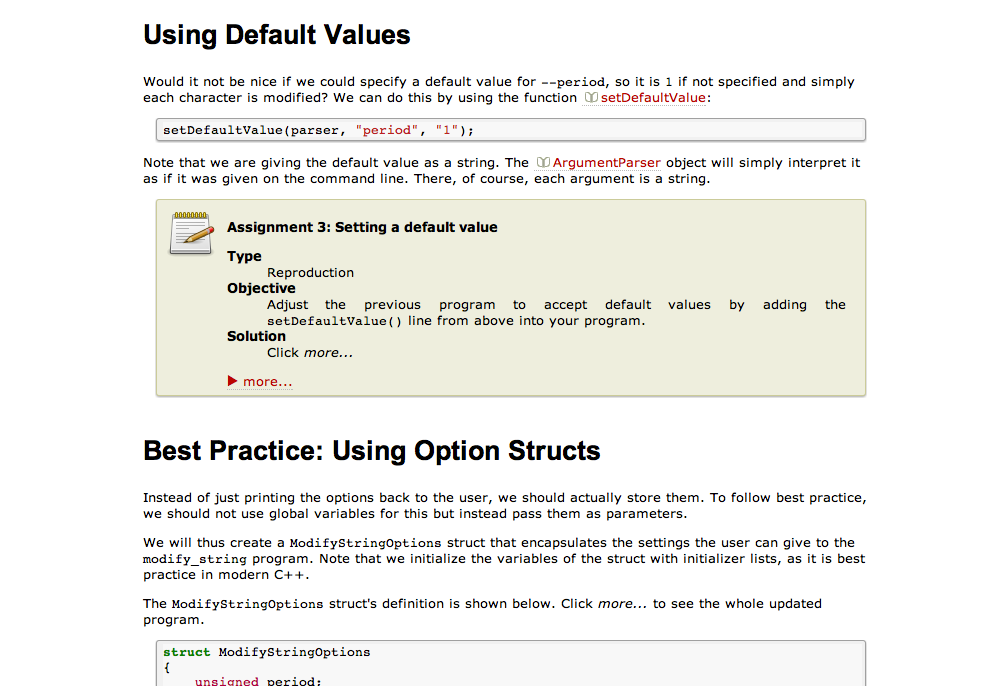 Using Default Values
Would it not be nice if we could specify a default value for --period, so it is 1 if not specified and simply
each character is modified? We can do this by using the function setDefaultValue:
setDefaultValue(parser, "period", "1");
Note that we are giving the default value as a string. The ArgumentParser object will simply interpret it
as if it was given on the command line. There, of course, each argument is a string.
Assignment 3: Setting a default value
Type
Reproduction
Objective
Adjust the previous program to accept default values by adding the
setDefaultValue() line from above into your program.
Solution
Click more...
more...
Best Practice: Using Option Structs
Instead of just printing the options back to the user, we should actually store them. To follow best practice,
we should not use global variables for this but instead pass them as parameters.
We will thus create a ModifyStringOptions struct that encapsulates the settings the user can give to the
modify_string program. Note that we initialize the variables of the struct with initializer lists, as it is best
practice in modern C++.
The ModifyStringOptions struct's definition is shown below. Click more... to see the whole updated
program.
struct ModifyStringOptions
{
unsigned period;